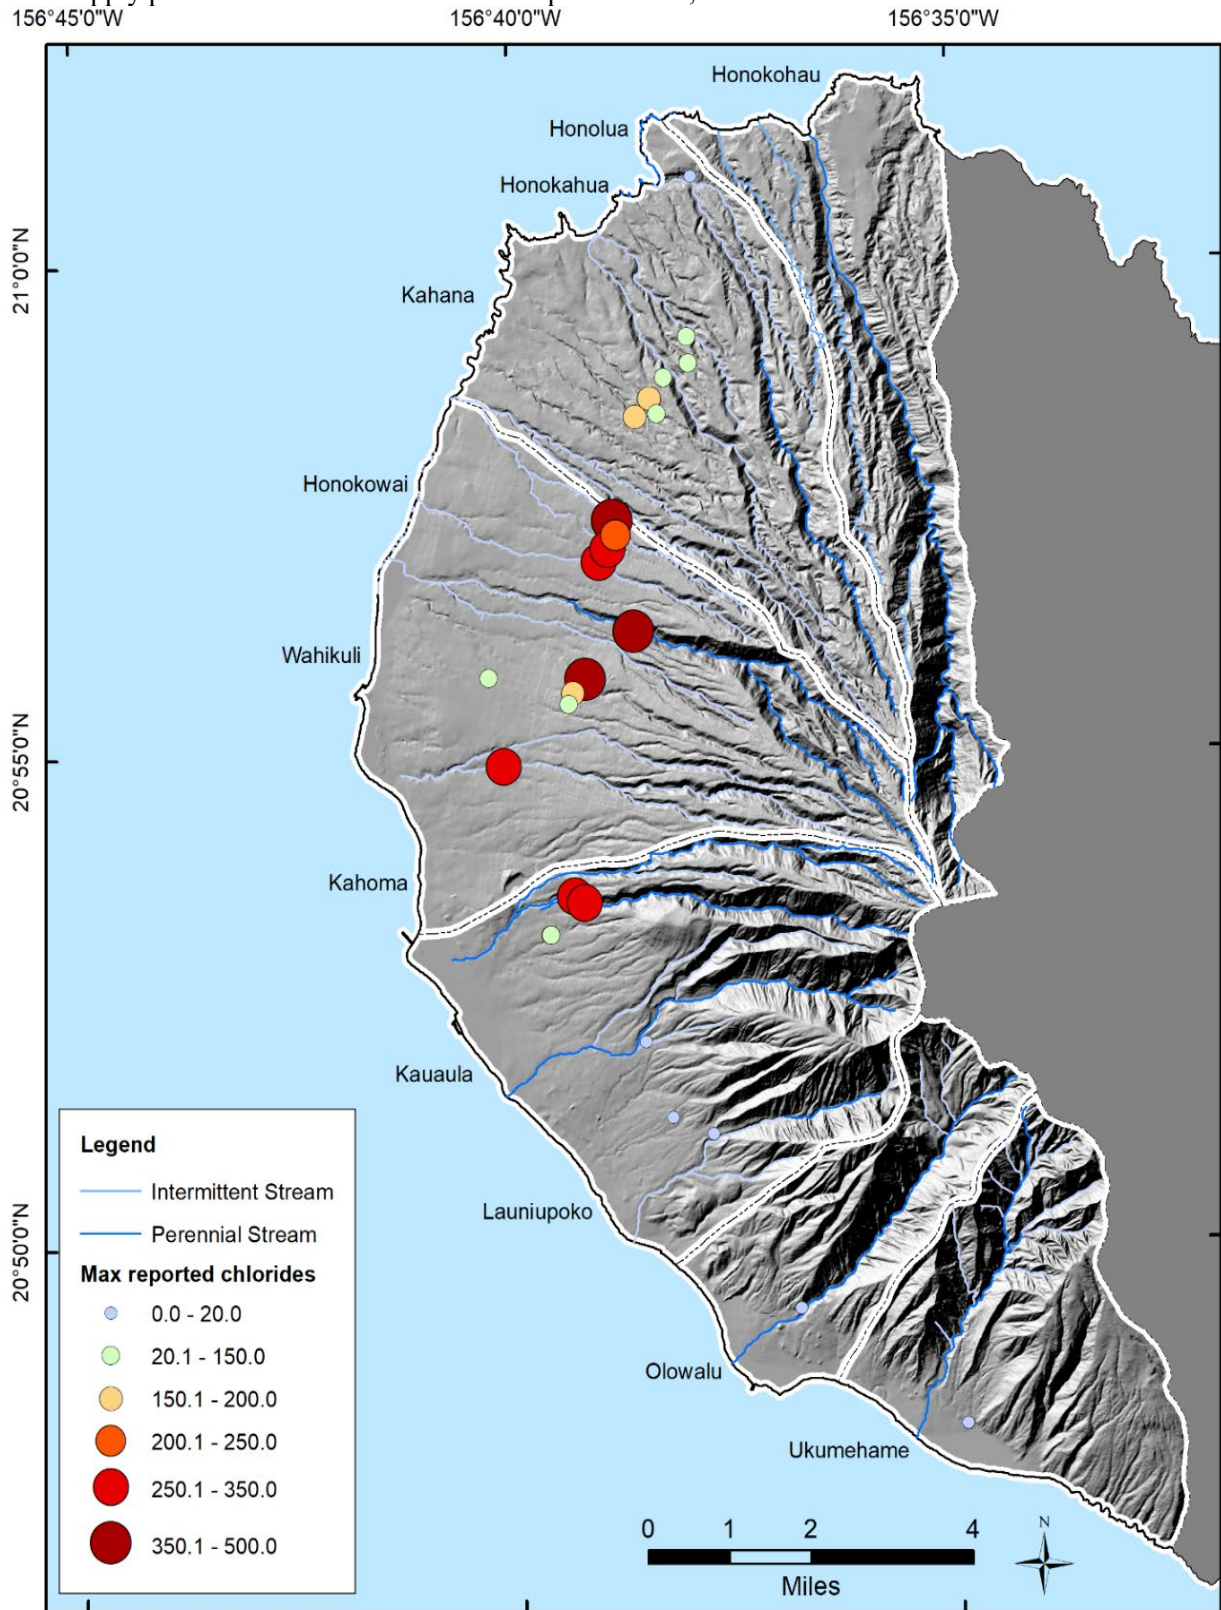 156°45'0"W 156°40'0"W 156°35'0"W
Honokohau
Honolua
Honokahua
21°0'0"N
Kahana
Honokowai
Wahikuli
20°55'0"N
Kahoma
Kauaula
Launiupoko
20°50'0"N
Olowalu
Ukumehame
Legend
Intermittent Stream
Perennial Stream
Max reported chlorides
0.0 - 20.0
20.1 - 150.0
150.1 - 200.0
200.1 - 250.0
250.1 - 350.0
350.1 - 500.0
0 1 2 4
Miles
N